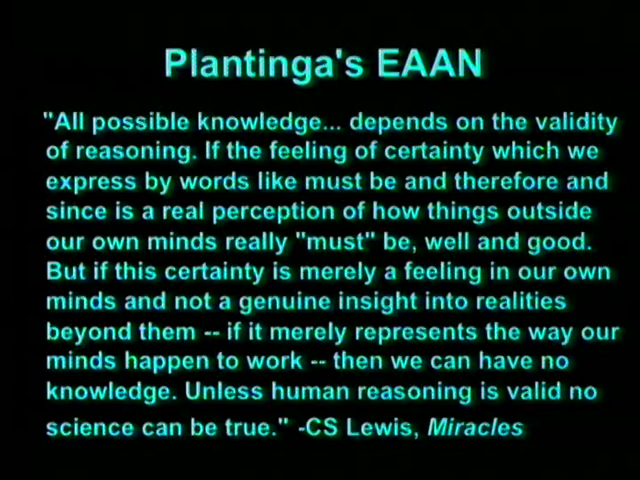 Plantinga's EAAN
"All possible knowledge... depends on the validity
of reasoning. If the feeling of certainty which we
express by words like must be and therefore and
since is a real perception of how things outside
our own minds really "must" be, well and good.
But if this certainty is merely a feeling in our own
minds and not a genuine insight into realities
beyond them -- if it merely represents the way our
minds happen to work -- then we can have no
knowledge. Unless human reasoning is valid no
science can be true." -CS Lewis, Miracles